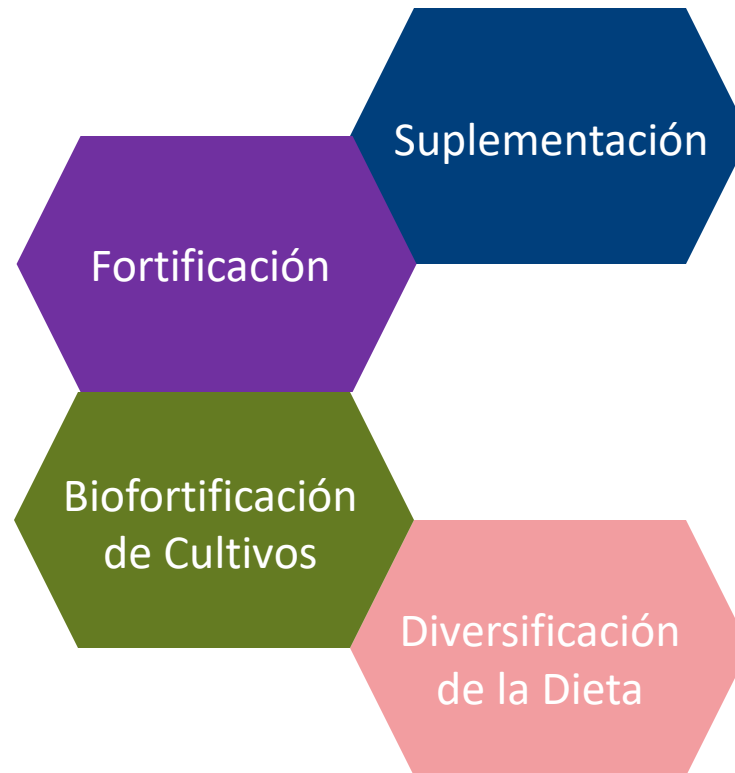 Suplementación
Fortificación
Biofortificación
de Cultivos
Diversificación
de la Dieta